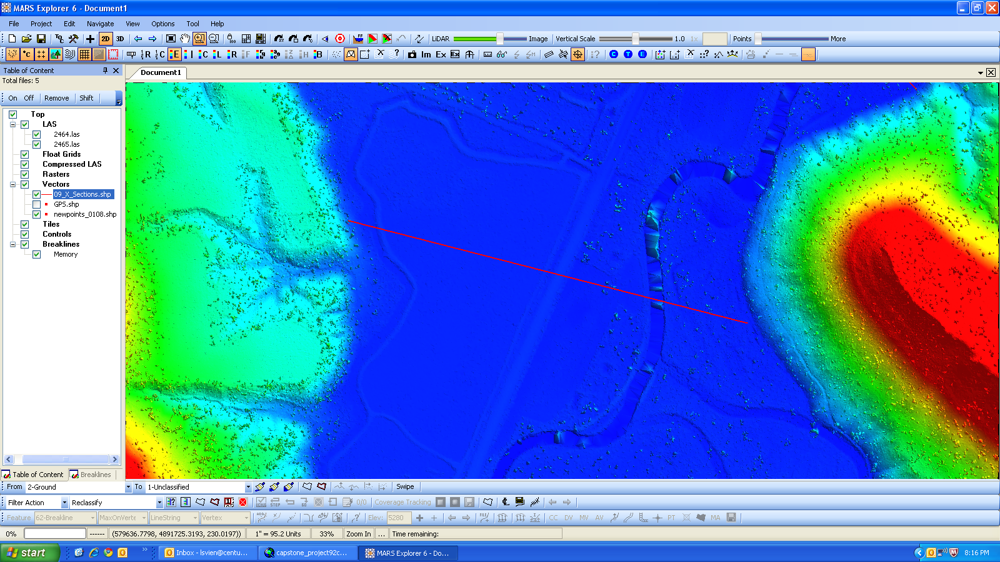 MARS Explorer 6 - Document1
File Project Edit Navigate View Options Tool Help
2D 3D LiDAR Image Vertical Scale 1.0 1x Points More
°C R C E I C L R F H B Im Ex Ex C T E
Table of Content
Document1
Total files: 5
On Off Remove Shift
Top
LAS
2464.las
2465.las
Float Grids
Compressed LAS
Rasters
Vectors
09_X_Sections.shp
GPS.shp
newpoints_0108.shp
Tiles
Controls
Breaklines
Memory
Table of Content Breaklines
From 2-Ground To 1-Unclassified Swipe
Filter Action Reclassify 0/0 Coverage Tracking
Feature 62-Breakline MaxOnVerte LineString Vertex Elev: 5280 CC DV MV AV PT MA
0% ------ (579636.7798, 4891725.3193, 230.0197)) 1" = 95.2 Units 33% Zoom In ... Time remaining:
start Inbox - lsvien@centu... capstone_project92c... MARS Explorer 6 - Do... 8:16 PM